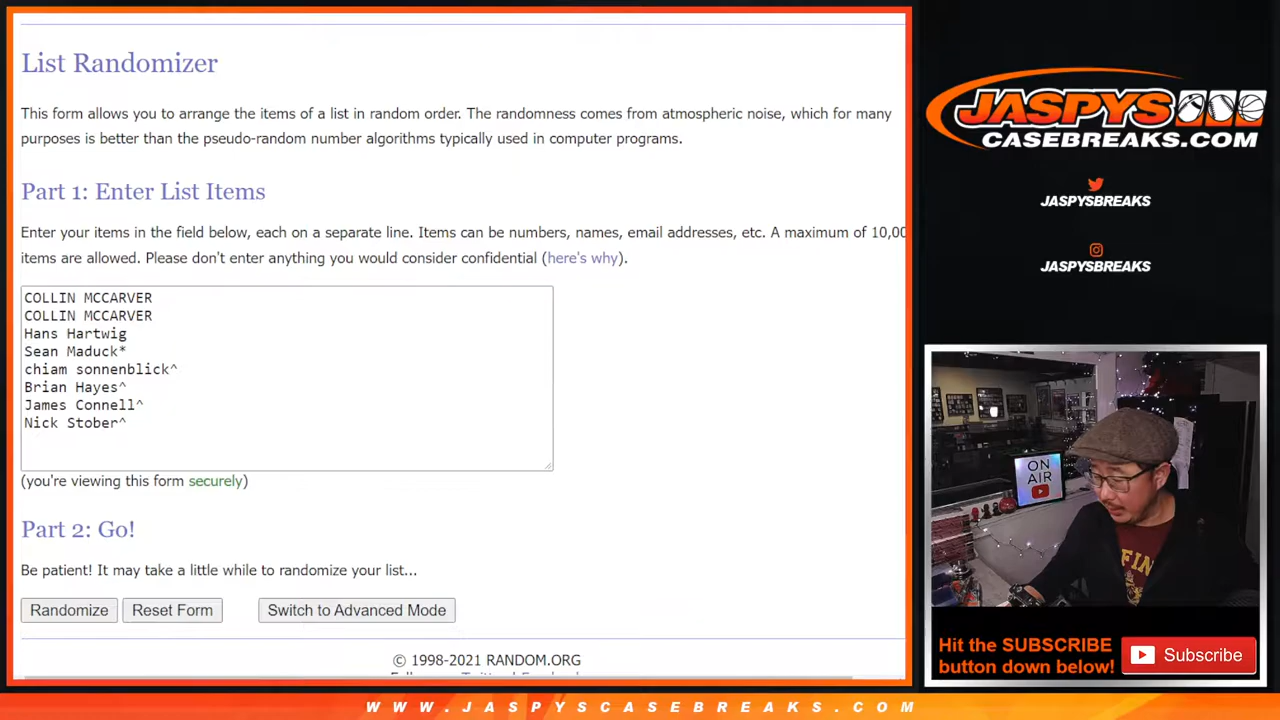 List Randomizer
This form allows you to arrange the items of a list in random order. The randomness comes from atmospheric noise, which for many
purposes is better than the pseudo-random number algorithms typically used in computer programs.
Part 1: Enter List Items
Enter your items in the field below, each on a separate line. Items can be numbers, names, email addresses, etc. A maximum of 10,00
items are allowed. Please don't enter anything you would consider confidential (here's why).
COLLIN MCCARVER
COLLIN MCCARVER
Hans Hartwig
Sean Maduck*
chiam sonnenblick^
Brian Hayes^
James Connell^
Nick Stober^
(you're viewing this form securely)
Part 2: Go!
Be patient! It may take a little while to randomize your list...
Randomize
Reset Form
Switch to Advanced Mode
© 1998-2021 RANDOM.ORG
JASPYS
CASEBREAKS.COM
JASPYSBREAKS
JASPYSBREAKS
ON
AIR
Hit the SUBSCRIBE
button down below!
Subscribe
WWW.JASPYSCASEBREAKS.COM